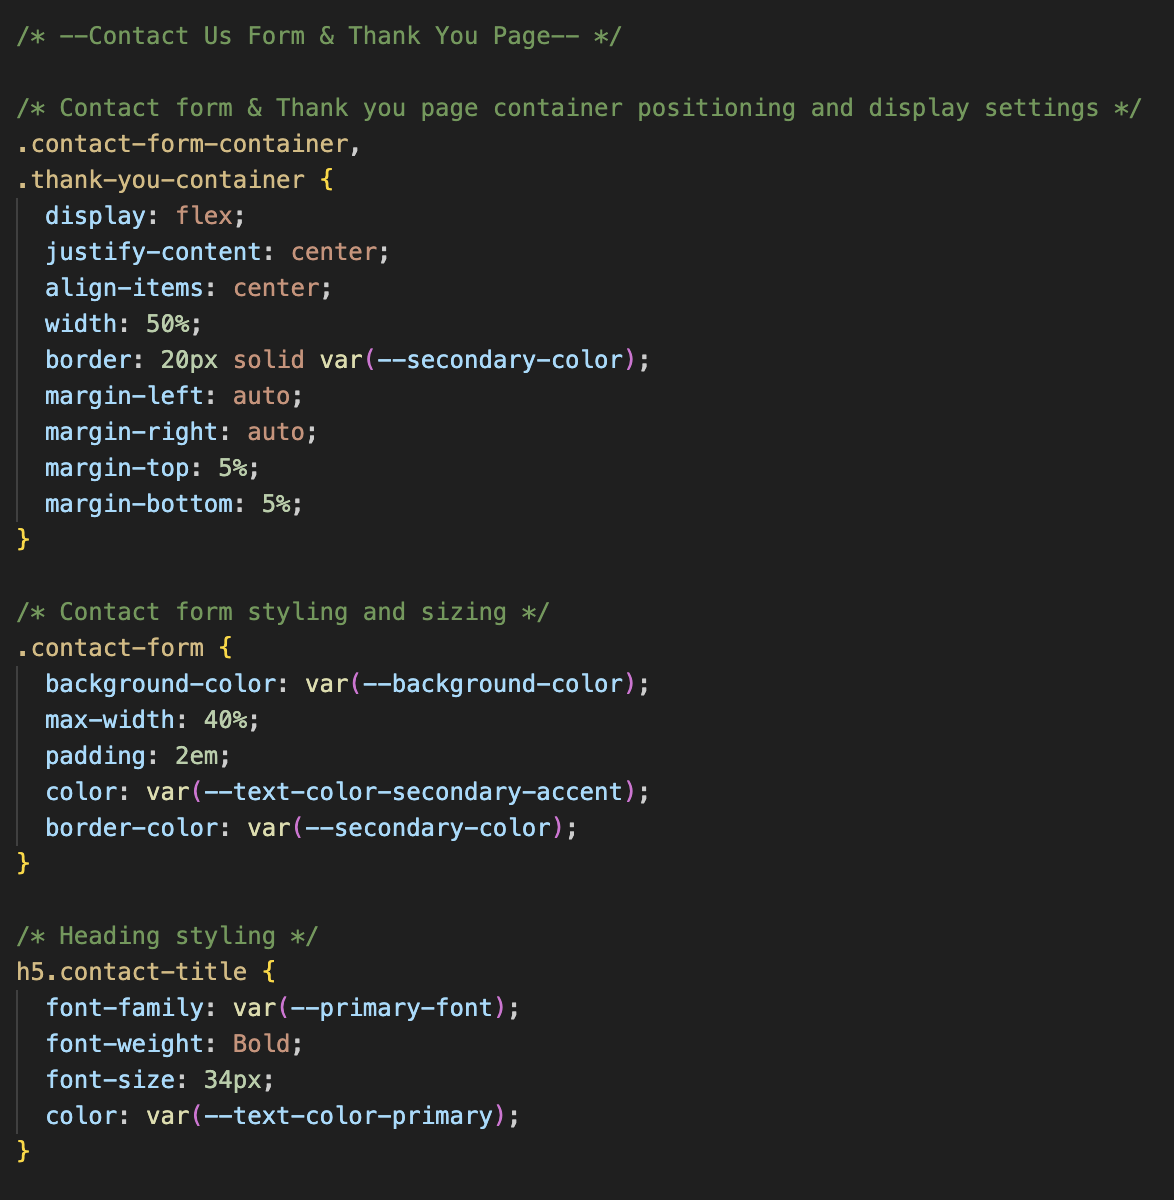 /* --Contact Us Form & Thank You Page-- */
/* Contact form & Thank you page container positioning and display settings */
.contact-form-container,
.thank-you-container {
display: flex;
justify-content: center;
align-items: center;
width: 50%;
border: 20px solid var(--secondary-color);
margin-left: auto;
margin-right: auto;
margin-top: 5%;
margin-bottom: 5%;
}
/* Contact form styling and sizing */
.contact-form {
background-color: var(--background-color);
max-width: 40%;
padding: 2em;
color: var(--text-color-secondary-accent);
border-color: var(--secondary-color);
}
/* Heading styling */
h5.contact-title {
font-family: var(--primary-font);
font-weight: Bold;
font-size: 34px;
color: var(--text-color-primary);
}